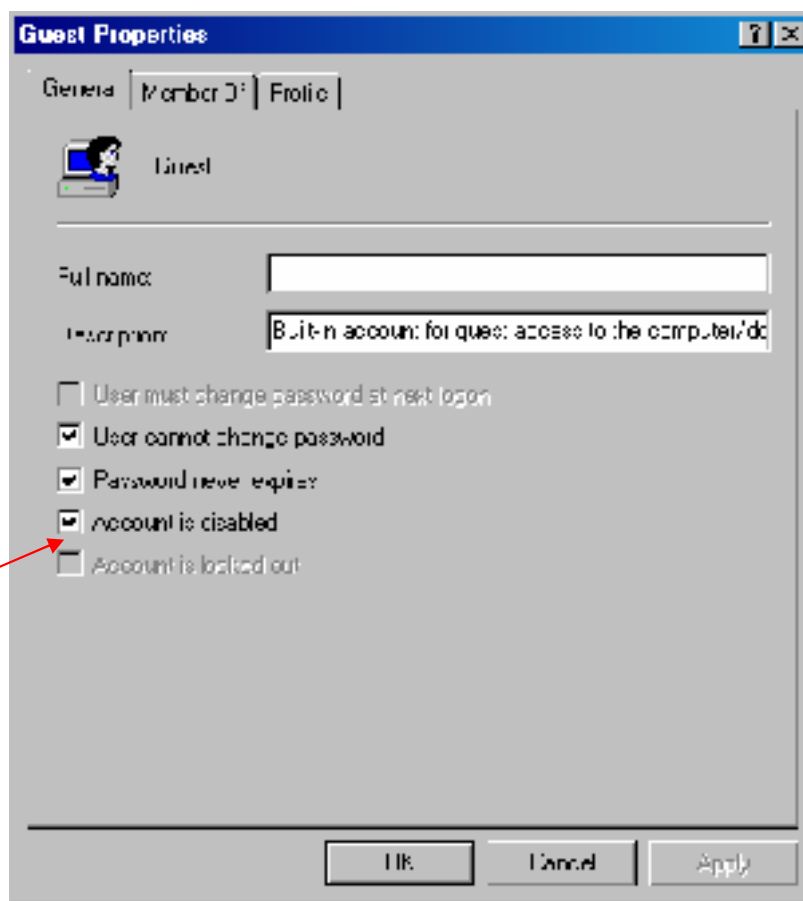 Guest Properties
General Member Of Profile
Guest
Full name:
Description: Built-in account for guest access to the computer/do
User must change password at next logon
User cannot change password
Password never expires
Account is disabled
Account is locked out
OK Cancel Apply